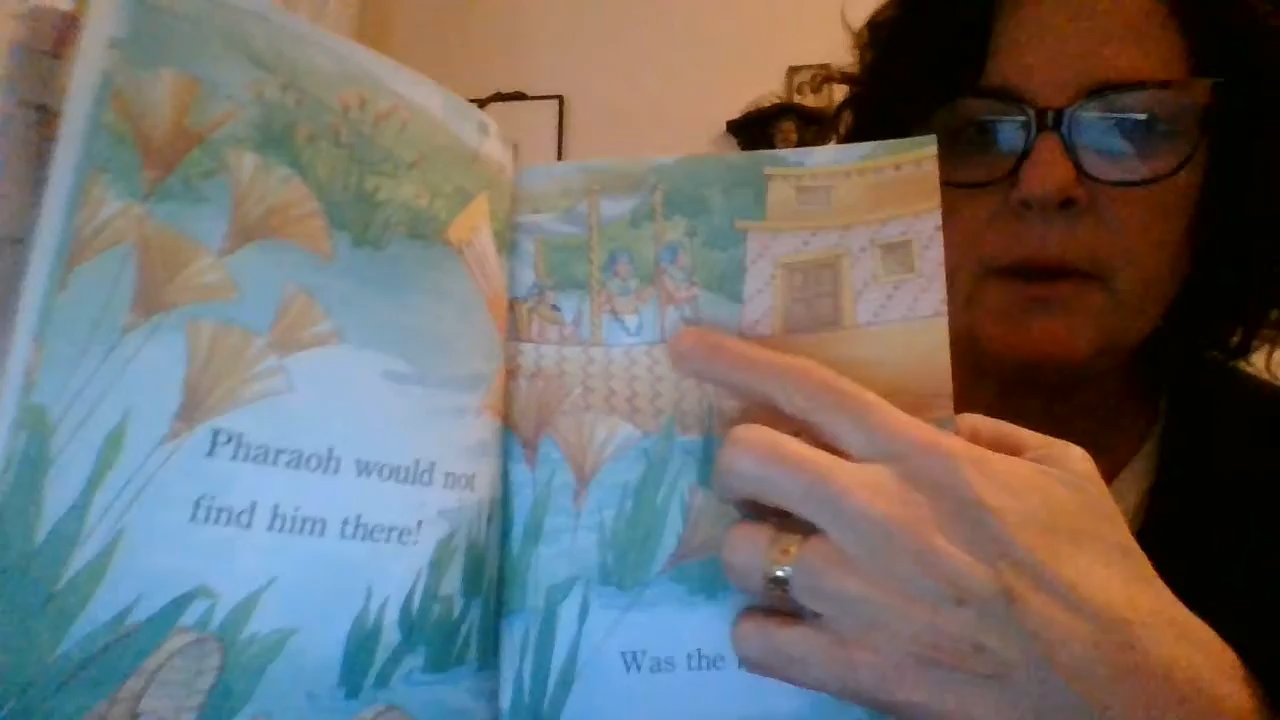 Pharaoh would not
find him there!
Was the